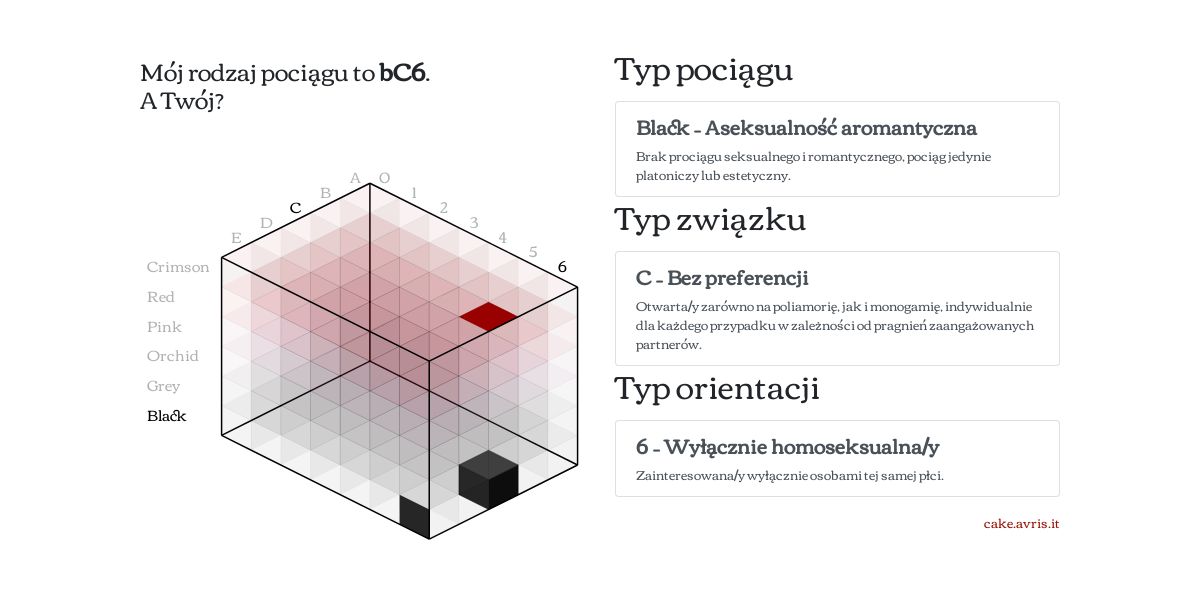 Mój rodzaj pociągu to bC6.
A Twój?
A O
B 1
C 2
D 3
E 4
5
6
Crimson
Red
Pink
Orchid
Grey
Black
Typ pociągu
Black - Aseksualność aromantyczna
Brak prociągu seksualnego i romantycznego, pociąg jedynie
platoniczy lub estetyczny.
Typ związku
C - Bez preferencji
Otwarta/y zarówno na poliamorię, jak i monogamię, indywidualnie
dla każdego przypadku w zależności od pragnień zaangażowanych
partnerów.
Typ orientacji
6 - Wyłącznie homoseksualna/y
Zainteresowana/y wyłącznie osobami tej samej płci.
cake.avris.it